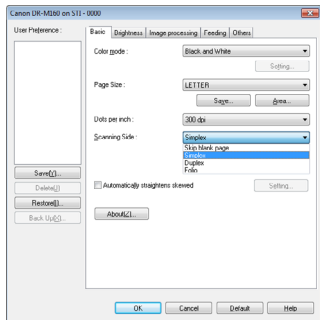 Canon DR-M160 on STI - 0000
User Preference :
Basic Brightness Image processing Feeding Others
Color mode : Black and White
Setting...
Page Size : LETTER
Save... Area...
Dots per inch : 300 dpi
Scanning Side : Simplex
Skip blank page
Simplex
Duplex
Folio
Save(V)...
Delete(J)
Automatically straightens skewed Setting...
Restore(I)...
Back Up(X)...
About(Z)...
OK Cancel Default Help